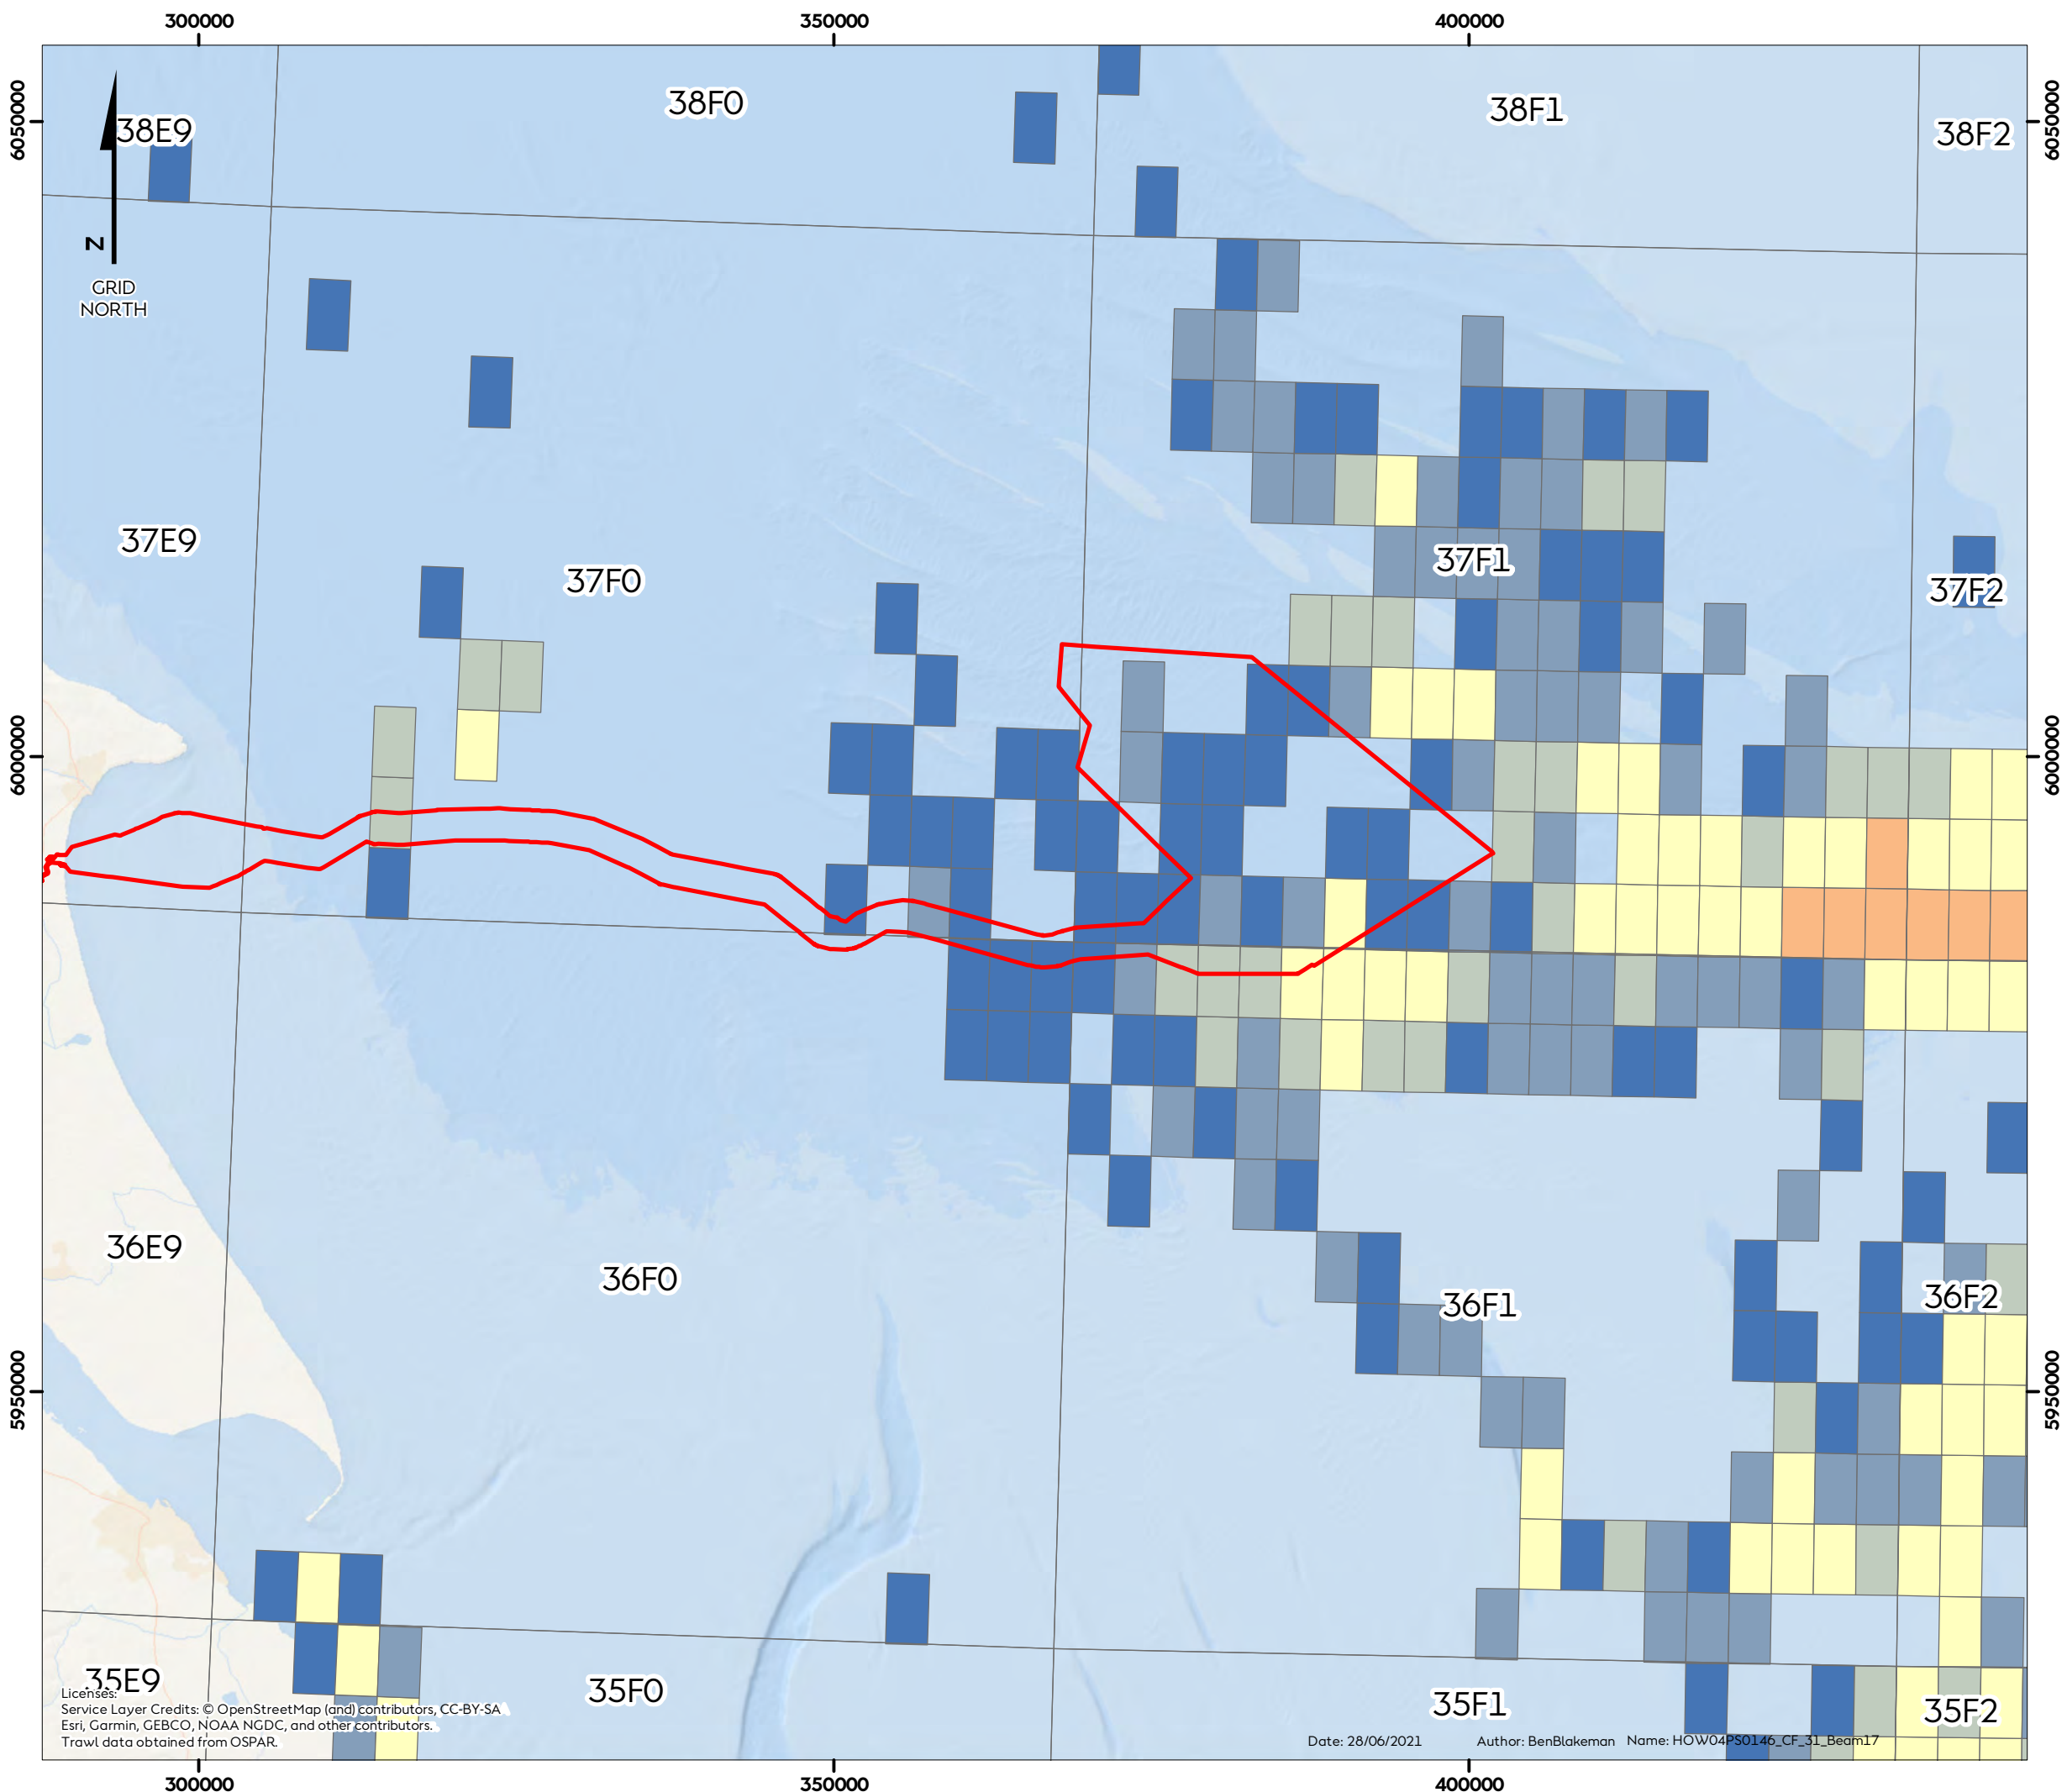 300000
350000
400000
6050000
6050000
38E9
38F0
38F1
38F2
N
GRID
NORTH
37E9
37F0
37F1
37F2
6000000
6000000
36E9
36F0
36F1
36F2
5950000
5950000
35E9
35F0
35F1
35F2
Licenses:
Service Layer Credits: © OpenStreetMap (and) contributors, CC-BY-SA
Esri, Garmin, GEBCO, NOAA NGDC, and other contributors.
Trawl data obtained from OSPAR.
Date: 28/06/2021 Author: BenBlakeman Name: HOW04PS0146_CF_31_Beam17
300000
350000
400000